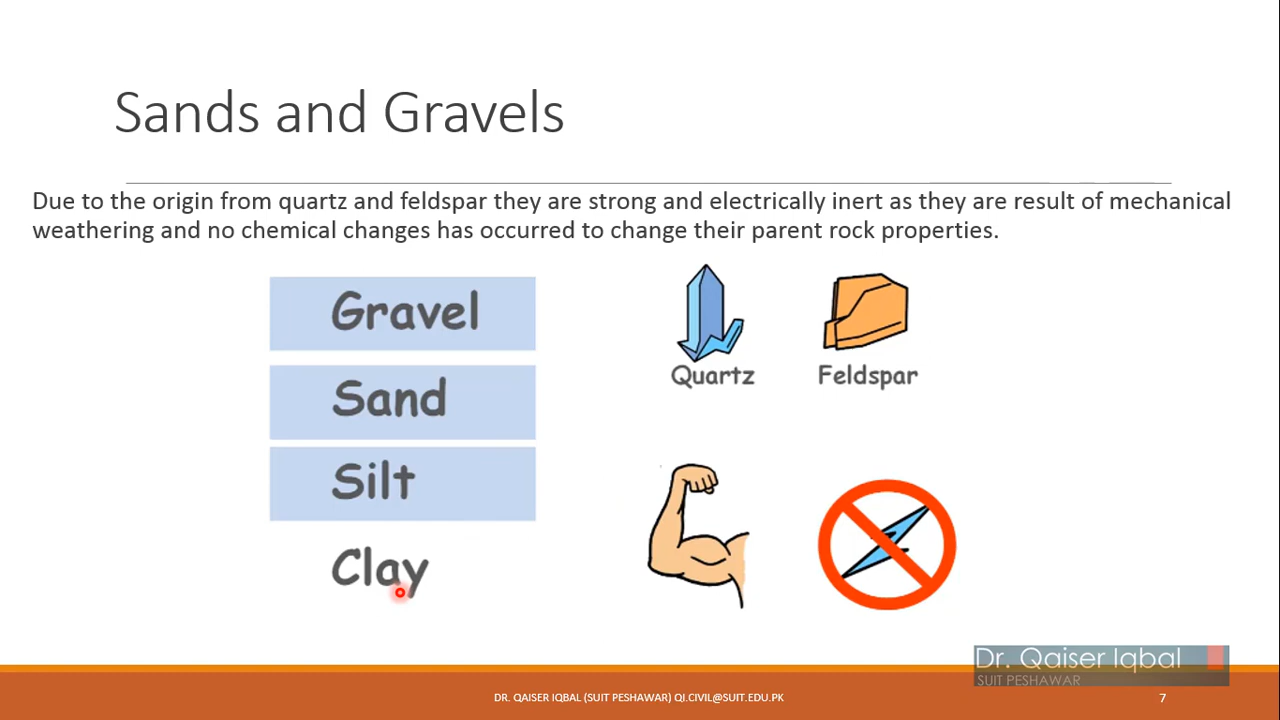 Sands and Gravels
Due to the origin from quartz and feldspar they are strong and electrically inert as they are result of mechanical
weathering and no chemical changes has occurred to change their parent rock properties.
Gravel
Sand
Silt
Clay
Quartz
Feldspar
Dr. Qaiser Iqbal
SUIT PESHAWAR
DR. QAISER IQBAL (SUIT PESHAWAR) QI.CIVIL@SUIT.EDU.PK
7